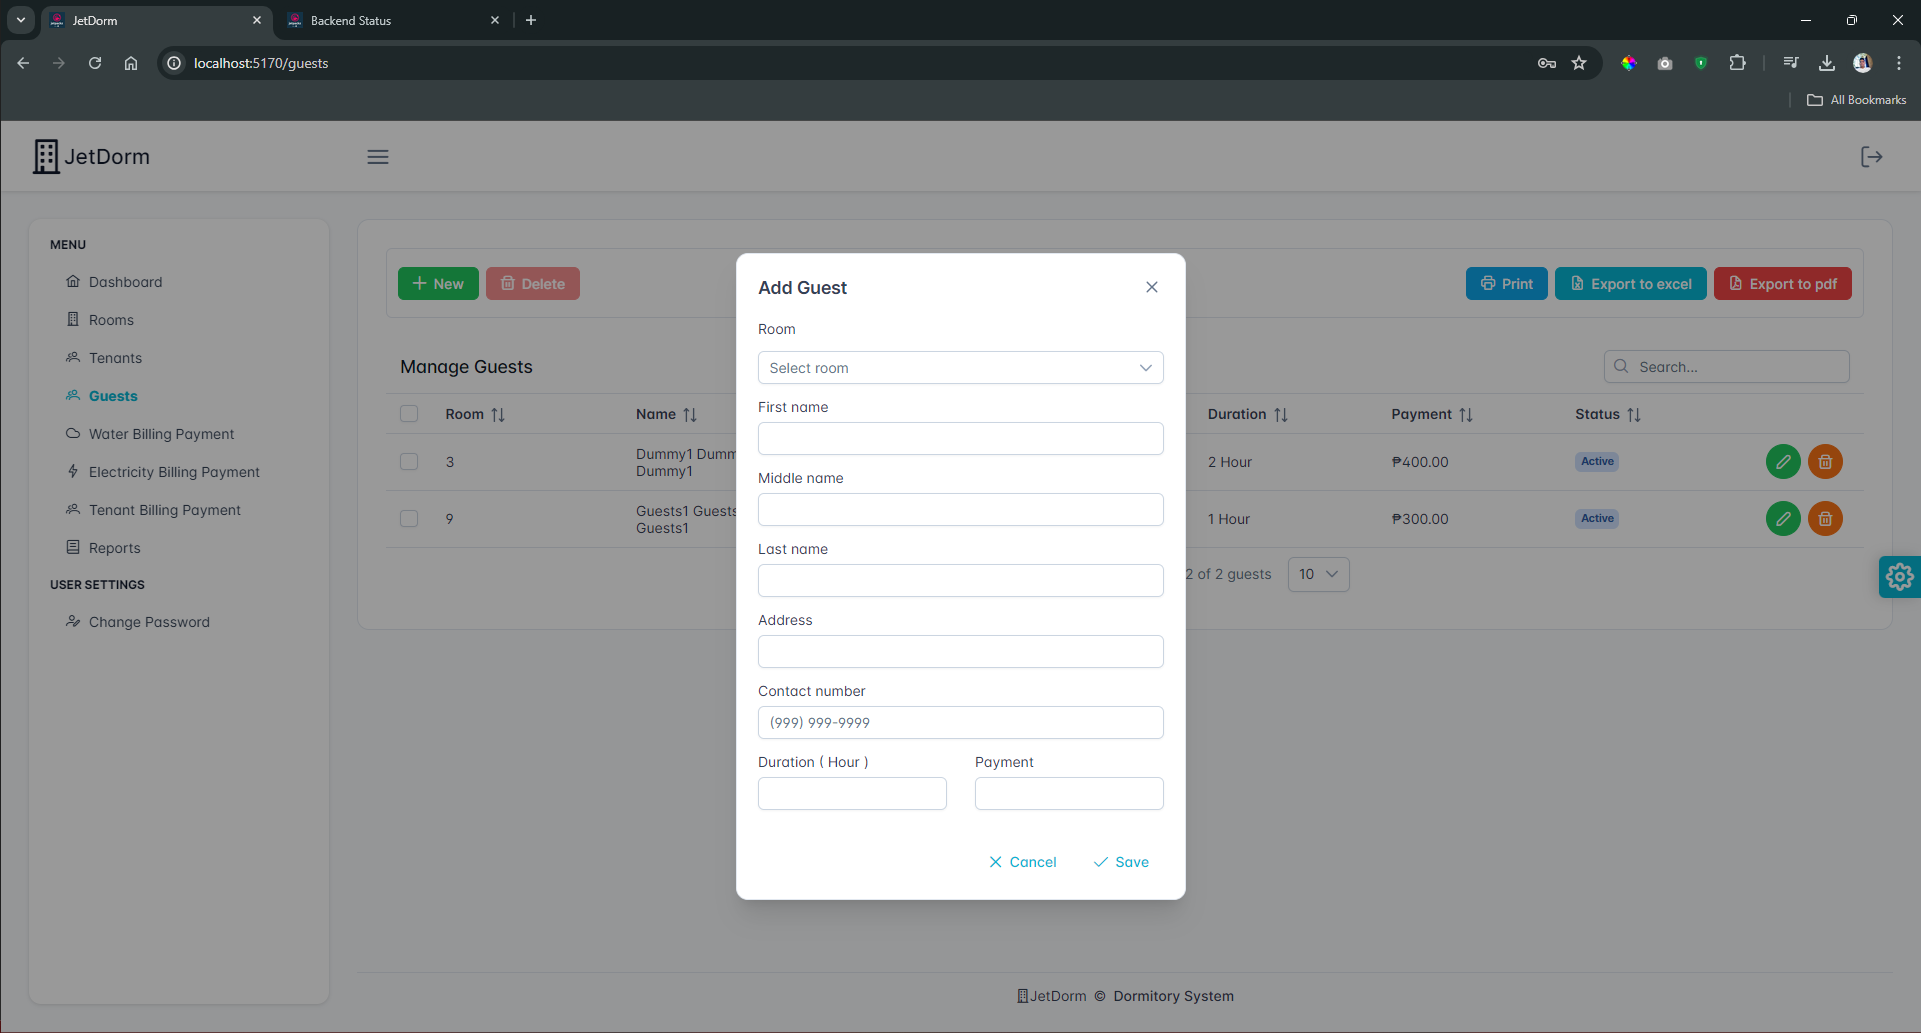 JetDorm
Backend Status
localhost:5170/guests
All Bookmarks
JetDorm
MENU
Dashboard
Rooms
Tenants
Guests
Water Billing Payment
Electricity Billing Payment
Tenant Billing Payment
Reports
USER SETTINGS
Change Password
New
Delete
Print
Export to excel
Export to pdf
Manage Guests
Search...
Room
Name
Duration
Payment
Status
3
Dummy1 Dumm
Dummy1
2 Hour
₱400.00
Active
9
Guests1 Guests
Guests1
1 Hour
₱300.00
Active
2 of 2 guests
10
Add Guest
Room
Select room
First name
Middle name
Last name
Address
Contact number
(999) 999-9999
Duration ( Hour )
Payment
Cancel
Save
JetDorm © Dormitory System